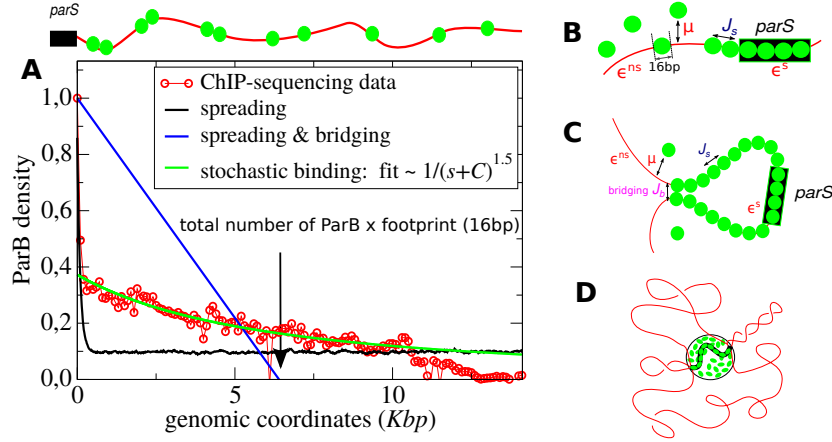 parS
A
ChIP-sequencing data
spreading
spreading & bridging
stochastic binding: fit ~ 1/(s+C)^1.5
total number of ParB x footprint (16bp)
1,0
0.8
0.6
0.4
0.2
0,0
ParB density
0 5 10
genomic coordinates (Kbp)
B
μ
J_s
parS
16bp
ϵ^ns
ϵ^s
C
ϵ^ns
μ
J_s
bridging J_b
ϵ^s
parS
D